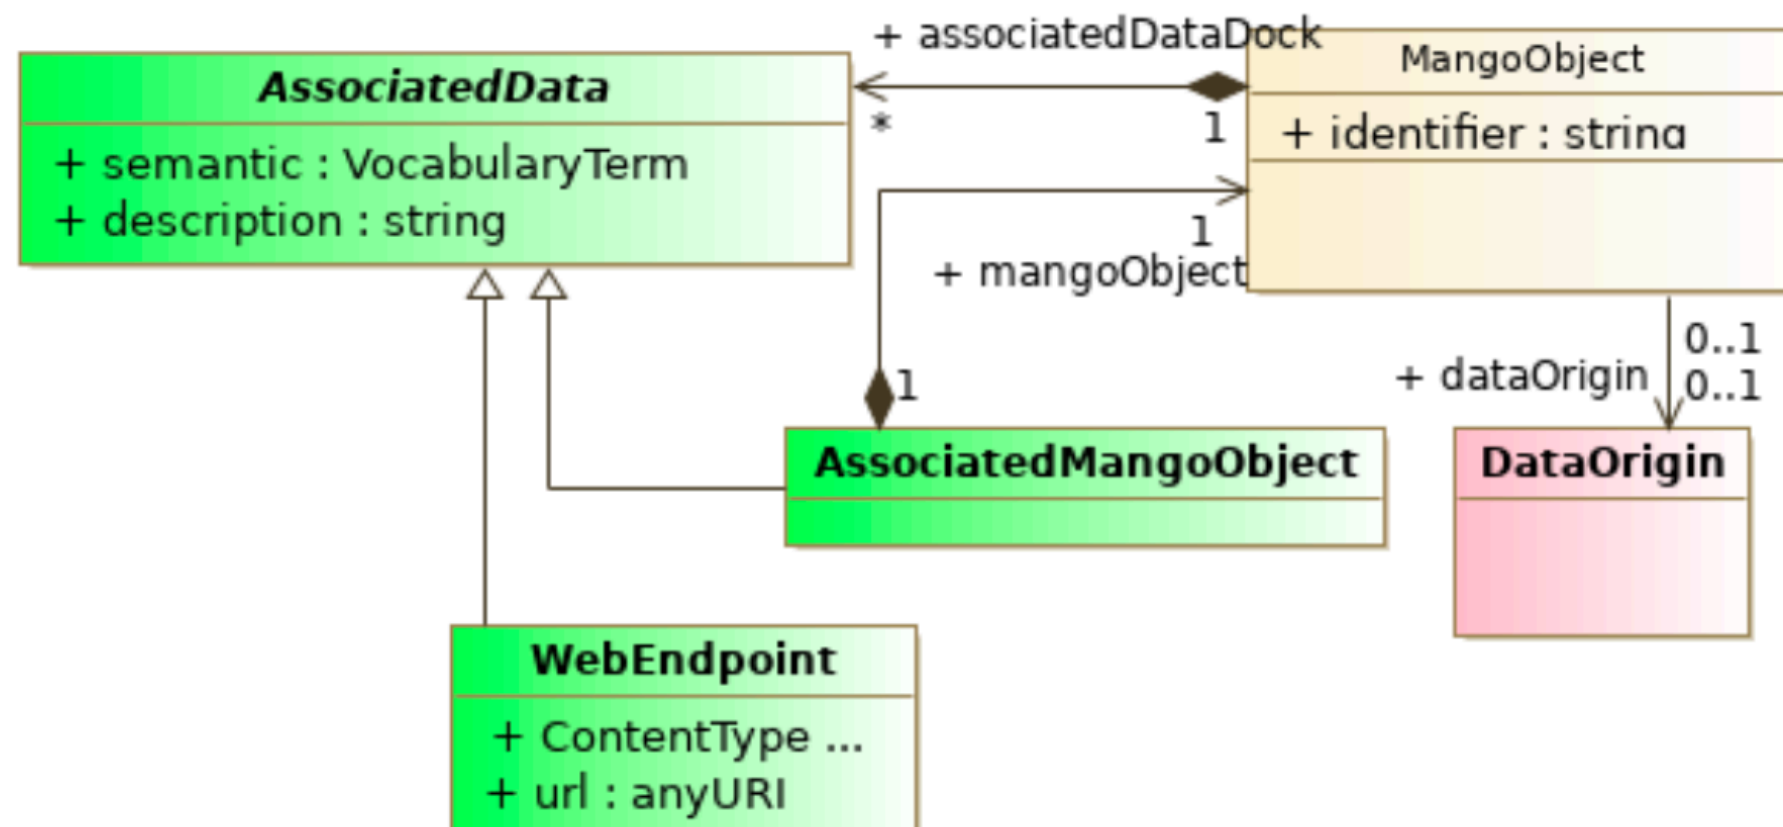 + associatedDataDock
MangoObject
AssociatedData
*
1
+ identifier : string
+ semantic : VocabularyTerm
+ description : string
1
+ mangoObject
0..1
+ dataOrigin
0..1
1
AssociatedMangoObject
DataOrigin
WebEndpoint
+ ContentType ...
+ url : anyURI